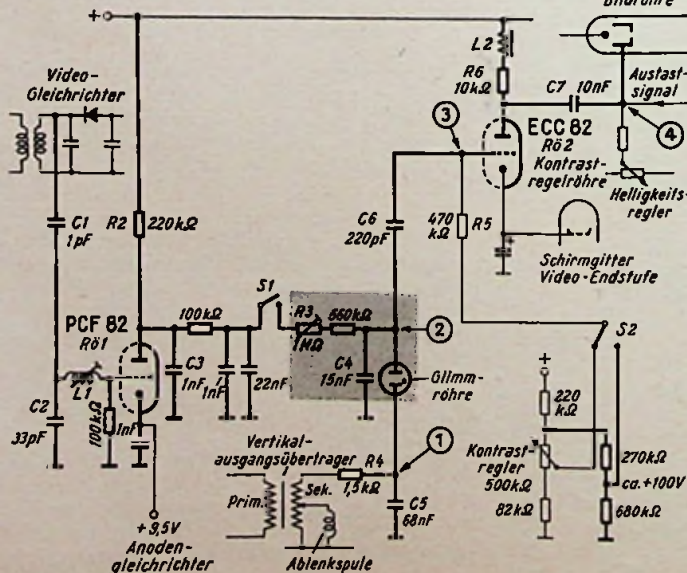 Bildröhre
+
L2
R6
10kΩ
C7 10nF
Austast-
signal
Video-
Gleichrichter
3
ECC 82
Rö2
Kontrast-
regelröhre
4
Helligkeits-
regler
C1
1pF
R2
220kΩ
C6
220pF
470
kΩ
R5
Schirmgitter
Video-Endstufe
+
PCF 82
Rö1
100kΩ
S1
R3
1MΩ
560kΩ
2
S2
L1
C3
1nF
1nF
22nF
C4
15nF
Glimm-
röhre
+
220
kΩ
C2
33pF
100kΩ
1nF
Vertikal-
ausgangsübertrager
R4
1,5kΩ
1
Kontrast-
regler
500kΩ
270kΩ
ca.+100V
Prim.
Sek.
C5
68nF
82kΩ
680kΩ
+9,5V
Anoden-
gleichrichter
Ablenkspule